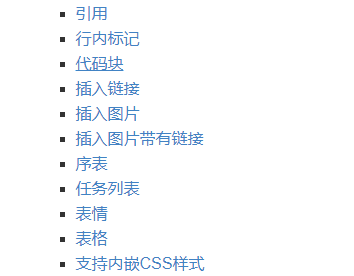 引用
行内标记
代码块
插入链接
插入图片
插入图片带有链接
序表
任务列表
表情
表格
支持内嵌CSS样式